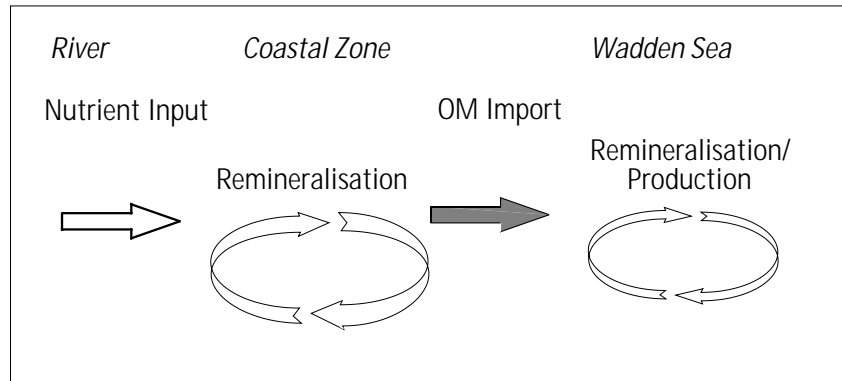 River
Coastal Zone
Wadden Sea
Nutrient Input
OM Import
Remineralisation
Remineralisation/
Production